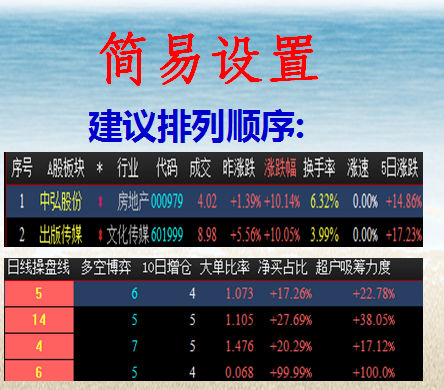 简易设置
建议排列顺序:
序号 A股板块 * 行业 代码 成交 昨涨跌 涨跌幅 换手率 涨速 5日涨跌
1 中弘股份 房地产 000979 4.02 +1.39% +10.14% 6.32% 0.00% +14.86%
2 出版传媒 文化传媒 601999 8.98 +5.56% +10.05% 3.99% 0.00% +17.23%
日线操盘线 多空博弈 10日增仓 大单比率 净买占比 超户吸筹力度
5 6 4 1.073 +17.26% +22.78%
14 5 5 1.105 +27.69% +38.05%
4 7 5 1.476 +20.29% +17.12%
6 5 4 0.068 +99.99% +100.0%